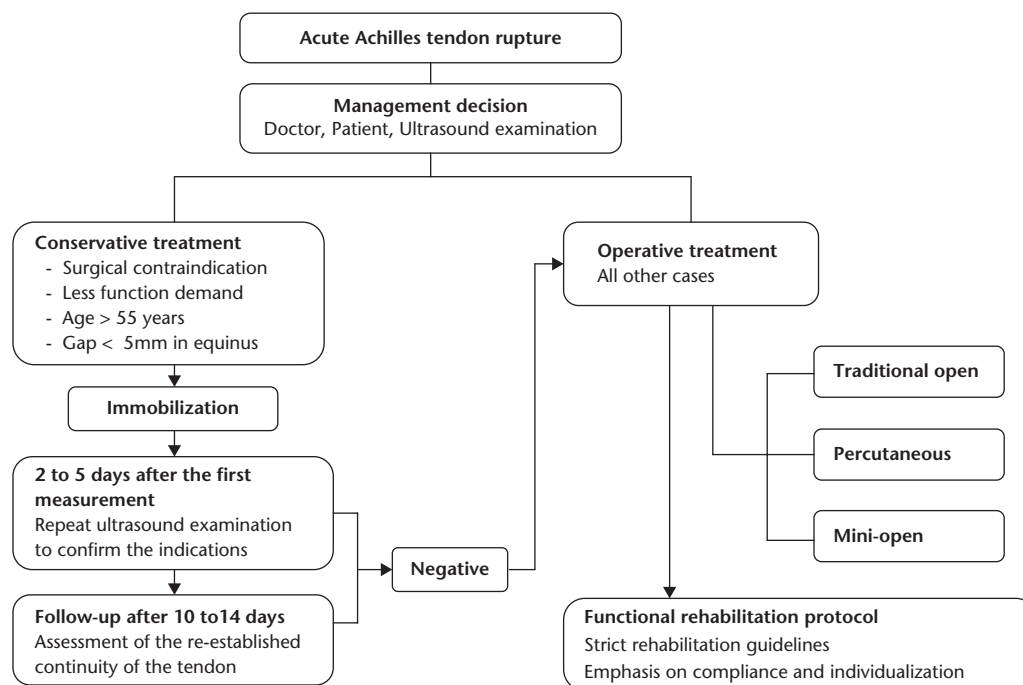 Acute Achilles tendon rupture
Management decision
Doctor, Patient, Ultrasound examination
Conservative treatment
- Surgical contraindication
- Less function demand
- Age > 55 years
- Gap < 5mm in equinus
Immobilization
2 to 5 days after the first
measurement
Repeat ultrasound examination
to confirm the indications
Follow-up after 10 to14 days
Assessment of the re-established
continuity of the tendon
Negative
Operative treatment
All other cases
Traditional open
Percutaneous
Mini-open
Functional rehabilitation protocol
Strict rehabilitation guidelines
Emphasis on compliance and individualization